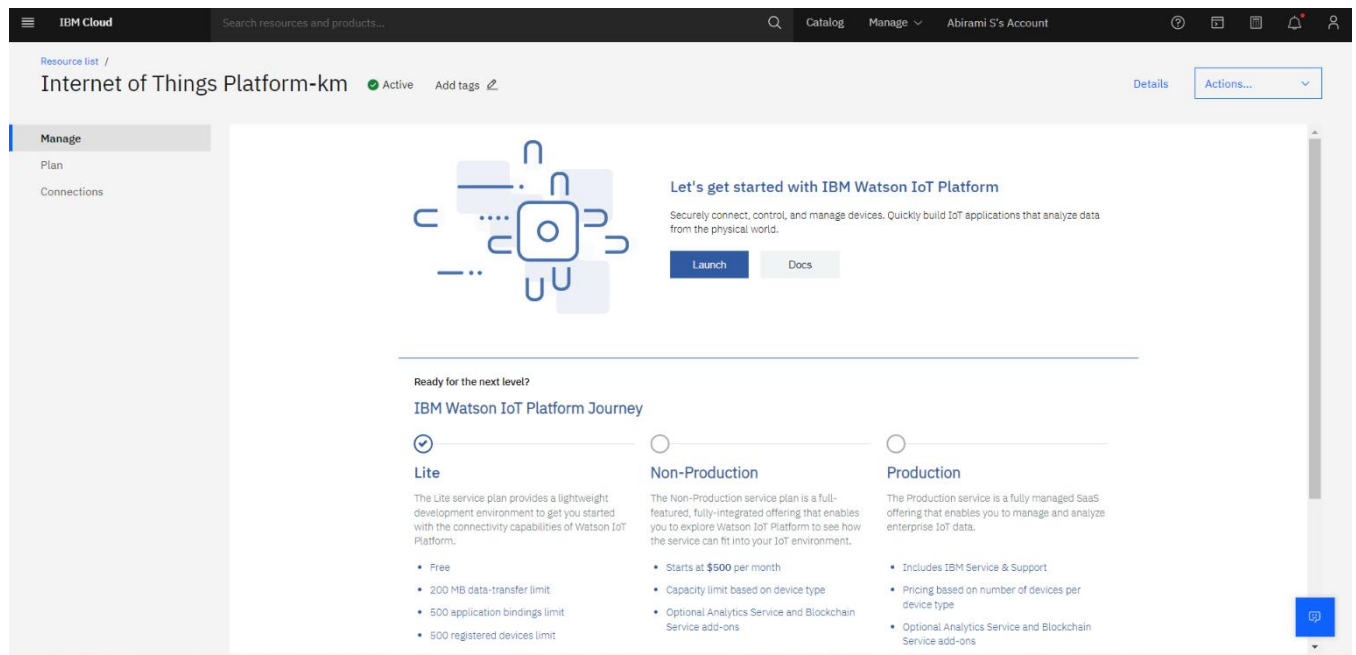 IBM Cloud
Search resources and products...
Catalog
Manage
Abirami S's Account
Resource list /
Internet of Things Platform-km
Active
Add tags
Details
Actions...
Manage
Plan
Connections
Let's get started with IBM Watson IoT Platform
Securely connect, control, and manage devices. Quickly build IoT applications that analyze data
from the physical world.
Launch
Docs
Ready for the next level?
IBM Watson IoT Platform Journey
Lite
The Lite service plan provides a lightweight
development environment to get you started
with the connectivity capabilities of Watson IoT
Platform.
• Free
• 200 MB data-transfer limit
• 500 application bindings limit
• 500 registered devices limit
Non-Production
The Non-Production service plan is a full-
featured, fully-integrated offering that enables
you to explore Watson IoT Platform to see how
the service can fit into your IoT environment.
• Starts at $500 per month
• Capacity limit based on device type
• Optional Analytics Service and Blockchain
Service add-ons
Production
The Production service is a fully managed SaaS
offering that enables you to manage and analyze
enterprise IoT data.
• Includes IBM Service & Support
• Pricing based on number of devices per
device type
• Optional Analytics Service and Blockchain
Service add-ons